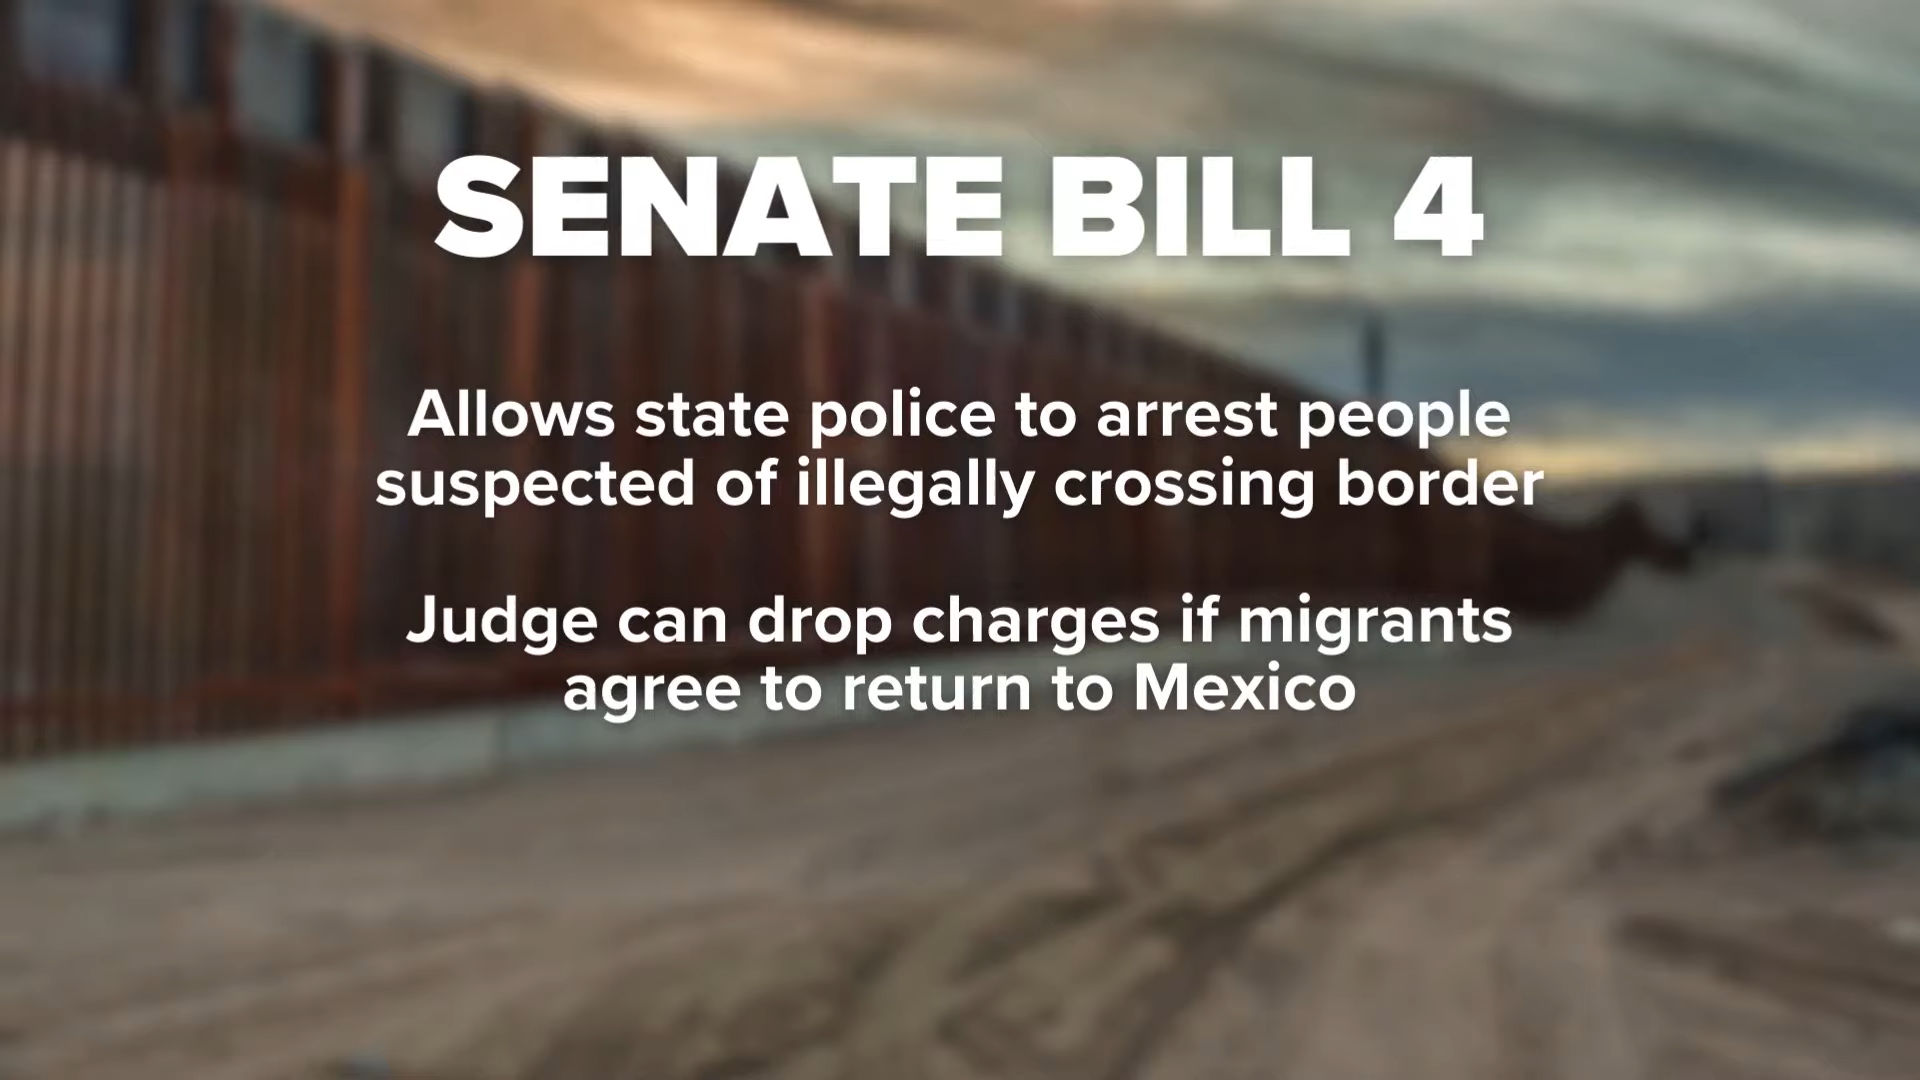 SENATE BILL 4
Allows state police to arrest people
suspected of illegally crossing border
Judge can drop charges if migrants
agree to return to Mexico